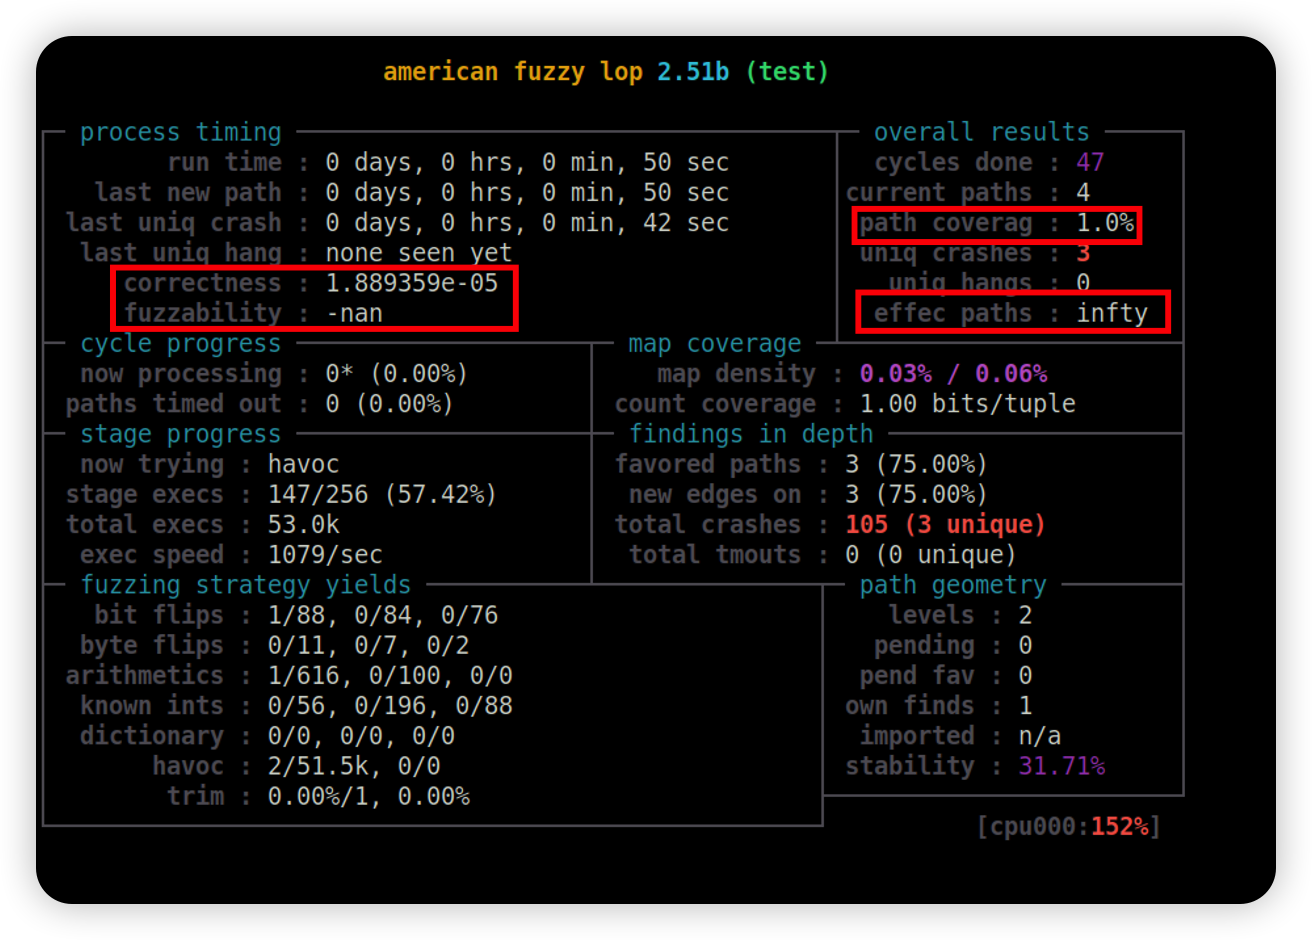 american fuzzy lop 2.51b (test)
process timing
run time : 0 days, 0 hrs, 0 min, 50 sec
last new path : 0 days, 0 hrs, 0 min, 50 sec
last uniq crash : 0 days, 0 hrs, 0 min, 42 sec
last uniq hang : none seen yet
correctness : 1.889359e-05
fuzzability : -nan
overall results
cycles done : 47
current paths : 4
path coverag : 1.0%
uniq crashes : 3
uniq hangs : 0
effec paths : infty
cycle progress
now processing : 0* (0.00%)
paths timed out : 0 (0.00%)
map coverage
map density : 0.03% / 0.06%
count coverage : 1.00 bits/tuple
stage progress
now trying : havoc
stage execs : 147/256 (57.42%)
total execs : 53.0k
exec speed : 1079/sec
findings in depth
favored paths : 3 (75.00%)
new edges on : 3 (75.00%)
total crashes : 105 (3 unique)
total tmouts : 0 (0 unique)
fuzzing strategy yields
bit flips : 1/88, 0/84, 0/76
byte flips : 0/11, 0/7, 0/2
arithmetics : 1/616, 0/100, 0/0
known ints : 0/56, 0/196, 0/88
dictionary : 0/0, 0/0, 0/0
havoc : 2/51.5k, 0/0
trim : 0.00%/1, 0.00%
path geometry
levels : 2
pending : 0
pend fav : 0
own finds : 1
imported : n/a
stability : 31.71%
[cpu000:152%]